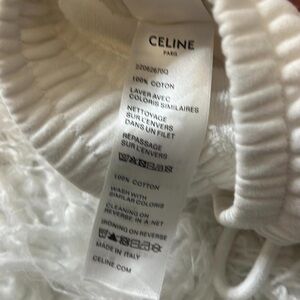 CELINE
PARIS
100% COTON
LAVER AVEC
COLORIS SIMILAIRES
NETTOYAGE
SUR L'ENVERS
DANS UN FILET
REPASSAGE
SUR L'ENVERS
100% COTTON
WASH WITH
SIMILAR COLORS
CLEANING ON
REVERSE IN A NET
IRONING ON REVERSE
MADE IN ITALY
CELINE.COM